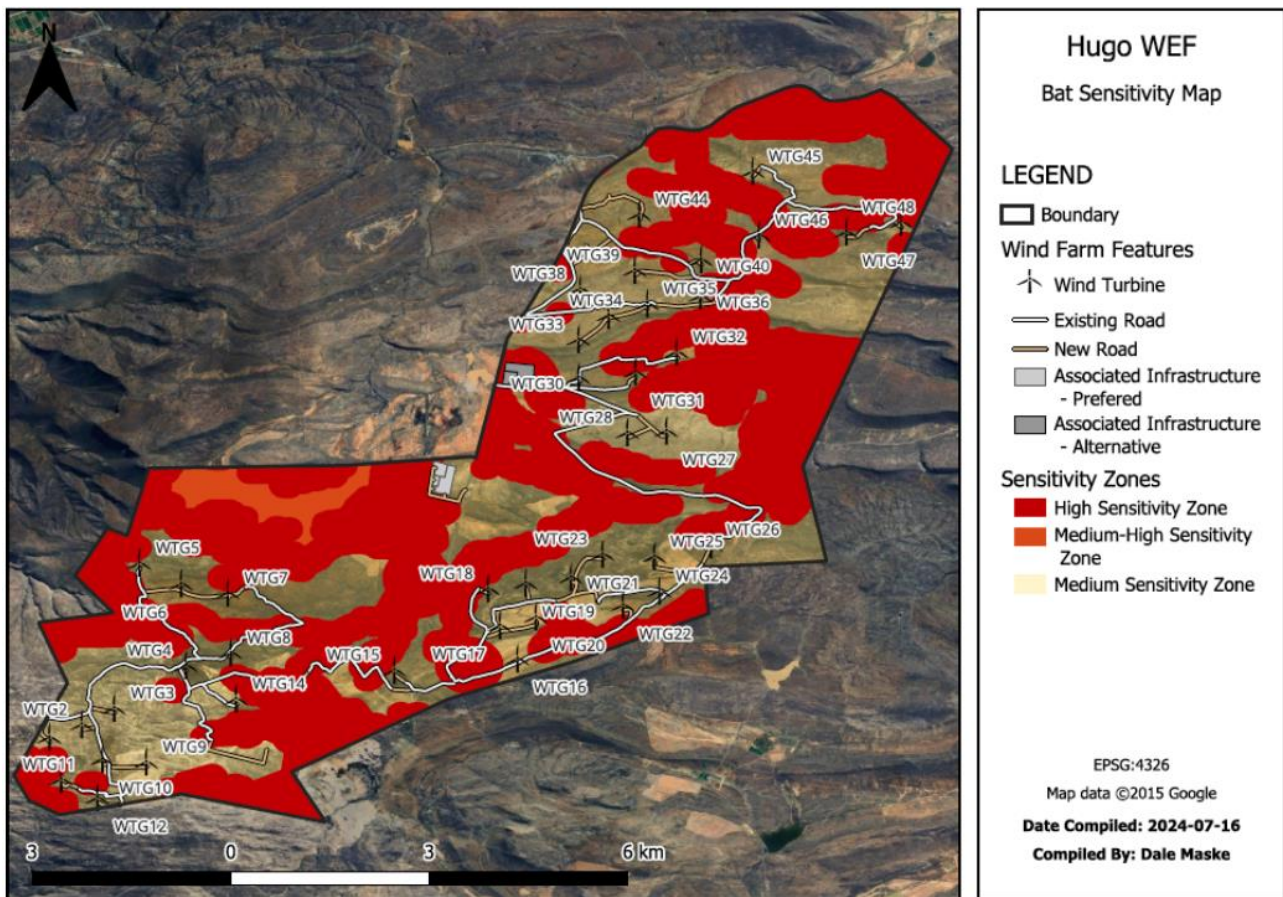 N
WTG45
WTG44
WTG48
WTG46
WTG39
WTG47
WTG38
WTG40
WTG35
WTG34
WTG36
WTG33
WTG32
WTG30
WTG31
WTG28
WTG27
WTG26
WTG23
WTG25
WTG5
WTG7
WTG18
WTG21
WTG24
WTG6
WTG19
WTG22
WTG8
WTG20
WTG4
WTG15
WTG17
WTG14
WTG16
WTG3
WTG2
WTG9
WTG11
WTG10
WTG12
3 0 3 6 km
Hugo WEF
Bat Sensitivity Map
LEGEND
Boundary
Wind Farm Features
Wind Turbine
Existing Road
New Road
Associated Infrastructure
- Prefered
Associated Infrastructure
- Alternative
Sensitivity Zones
High Sensitivity Zone
Medium-High Sensitivity
Zone
Medium Sensitivity Zone
EPSG:4326
Map data ©2015 Google
Date Compiled: 2024-07-16
Compiled By: Dale Maske